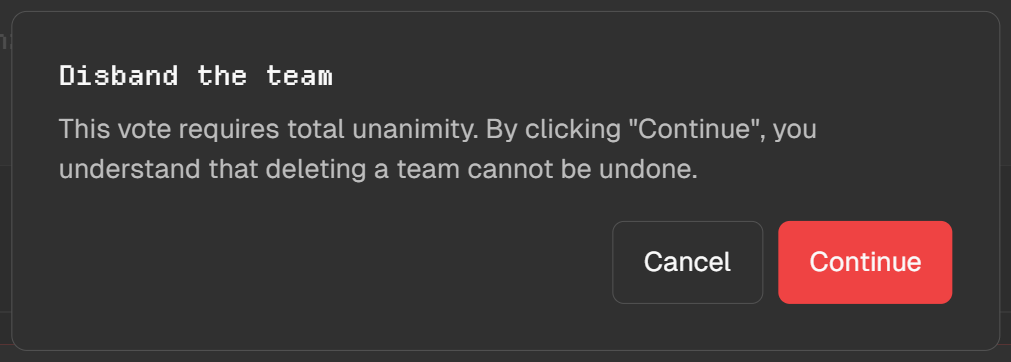 Disband the team
This vote requires total unanimity. By clicking "Continue", you
understand that deleting a team cannot be undone.
Cancel Continue